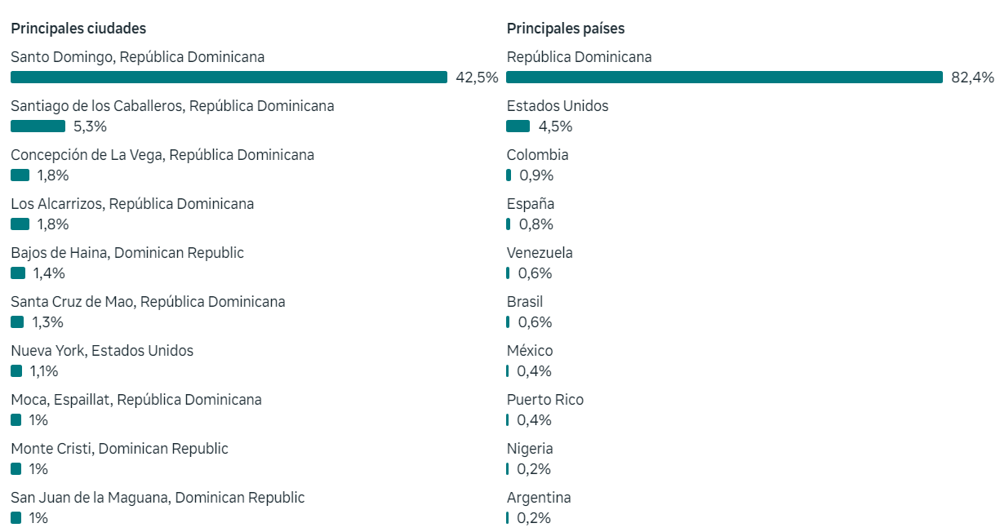 Principales ciudades
Santo Domingo, República Dominicana
42,5%
Santiago de los Caballeros, República Dominicana
5,3%
Concepción de La Vega, República Dominicana
1,8%
Los Alcarrizos, República Dominicana
1,8%
Bajos de Haina, Dominican Republic
1,4%
Santa Cruz de Mao, República Dominicana
1,3%
Nueva York, Estados Unidos
1,1%
Moca, Espaillat, República Dominicana
1%
Monte Cristi, Dominican Republic
1%
San Juan de la Maguana, Dominican Republic
1%
Principales países
República Dominicana
82,4%
Estados Unidos
4,5%
Colombia
0,9%
España
0,8%
Venezuela
0,6%
Brasil
0,6%
México
0,4%
Puerto Rico
0,4%
Nigeria
0,2%
Argentina
0,2%